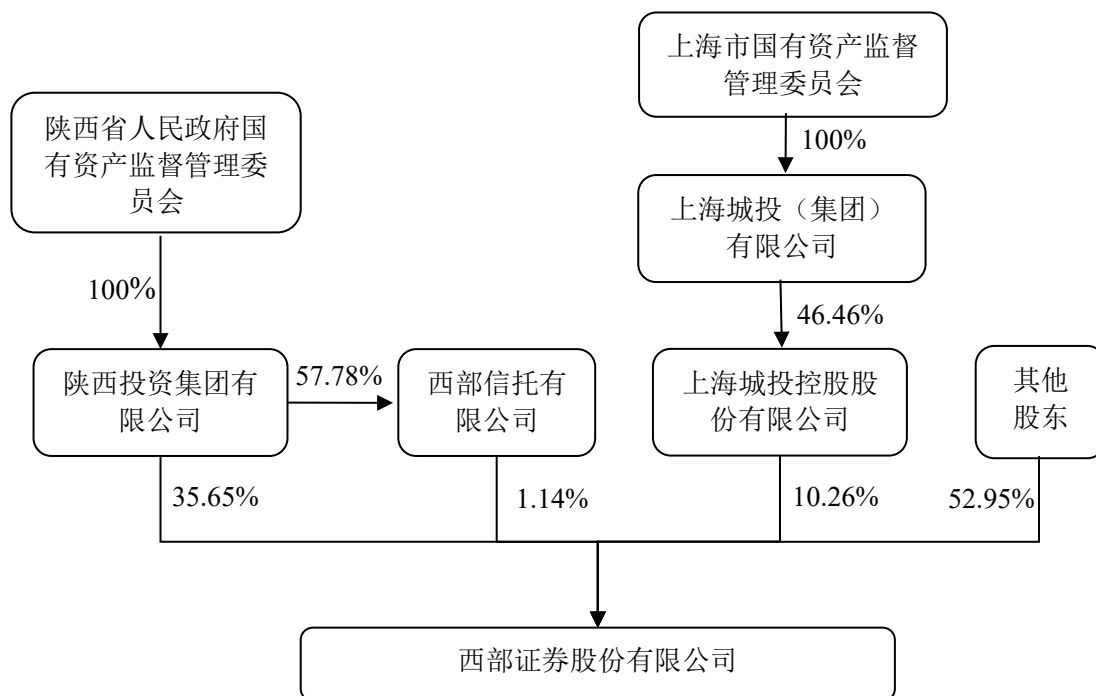 上海市国有资产监督
管理委员会
陕西省人民政府国
有资产监督管理委
员会
100%
上海城投（集团）
有限公司
100%
46.46%
陕西投资集团有
限公司
57.78%
西部信托有
限公司
上海城投控股股
份有限公司
其他
股东
35.65%
1.14%
10.26%
52.95%
西部证券股份有限公司